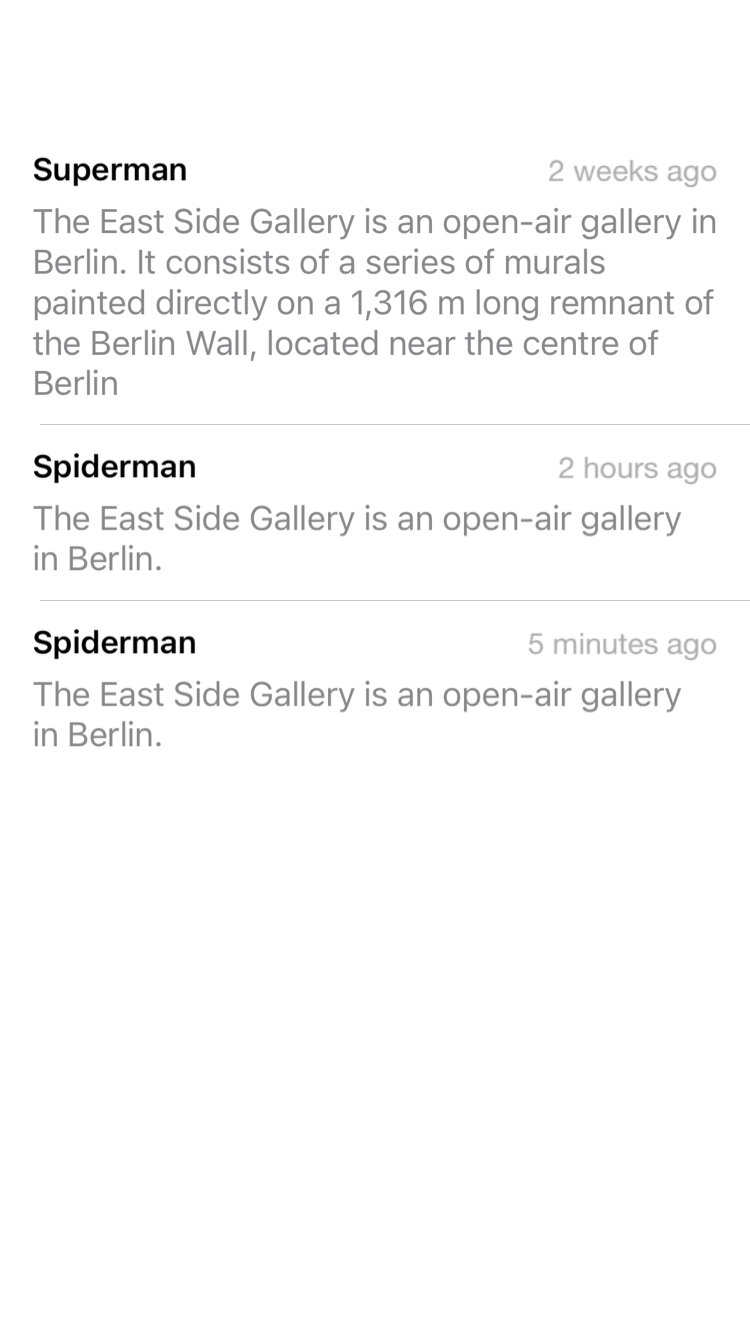 Superman 2 weeks ago
The East Side Gallery is an open-air gallery in
Berlin. It consists of a series of murals
painted directly on a 1,316 m long remnant of
the Berlin Wall, located near the centre of
Berlin
Spiderman 2 hours ago
The East Side Gallery is an open-air gallery
in Berlin.
Spiderman 5 minutes ago
The East Side Gallery is an open-air gallery
in Berlin.